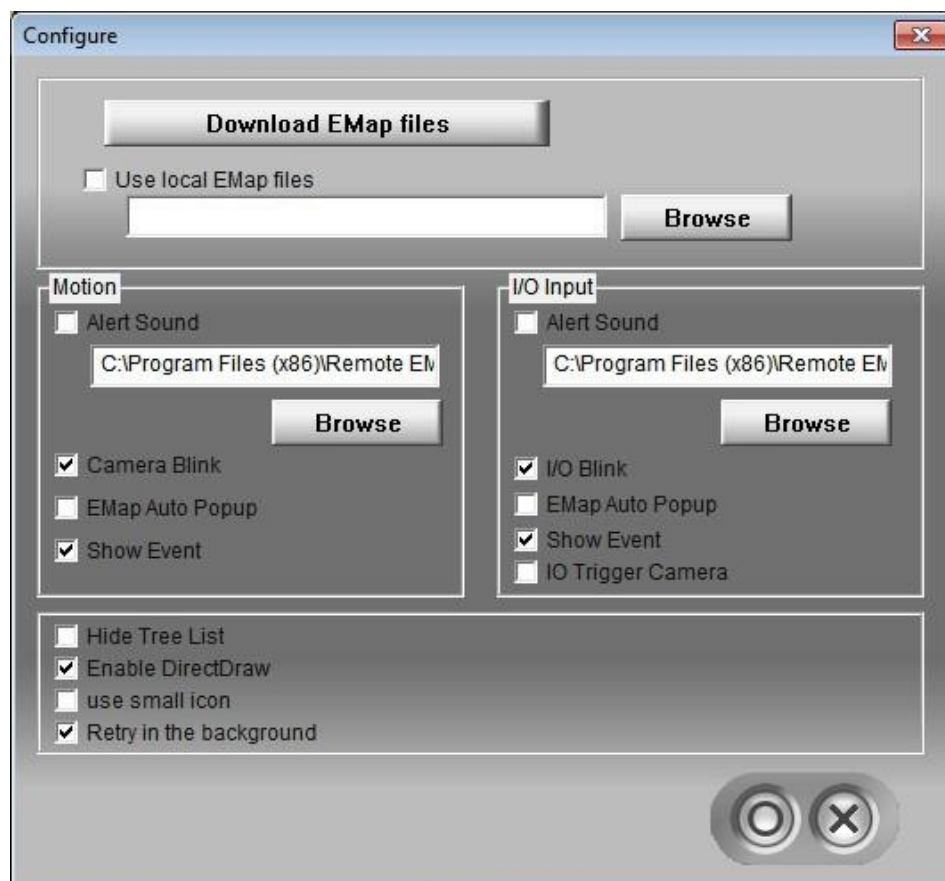 Configure
Download EMap files
Use local EMap files
Browse
Motion
Alert Sound
C:\Program Files (x86)\Remote EM
Browse
Camera Blink
EMap Auto Popup
Show Event
I/O Input
Alert Sound
C:\Program Files (x86)\Remote EM
Browse
I/O Blink
EMap Auto Popup
Show Event
IO Trigger Camera
Hide Tree List
Enable DirectDraw
use small icon
Retry in the background